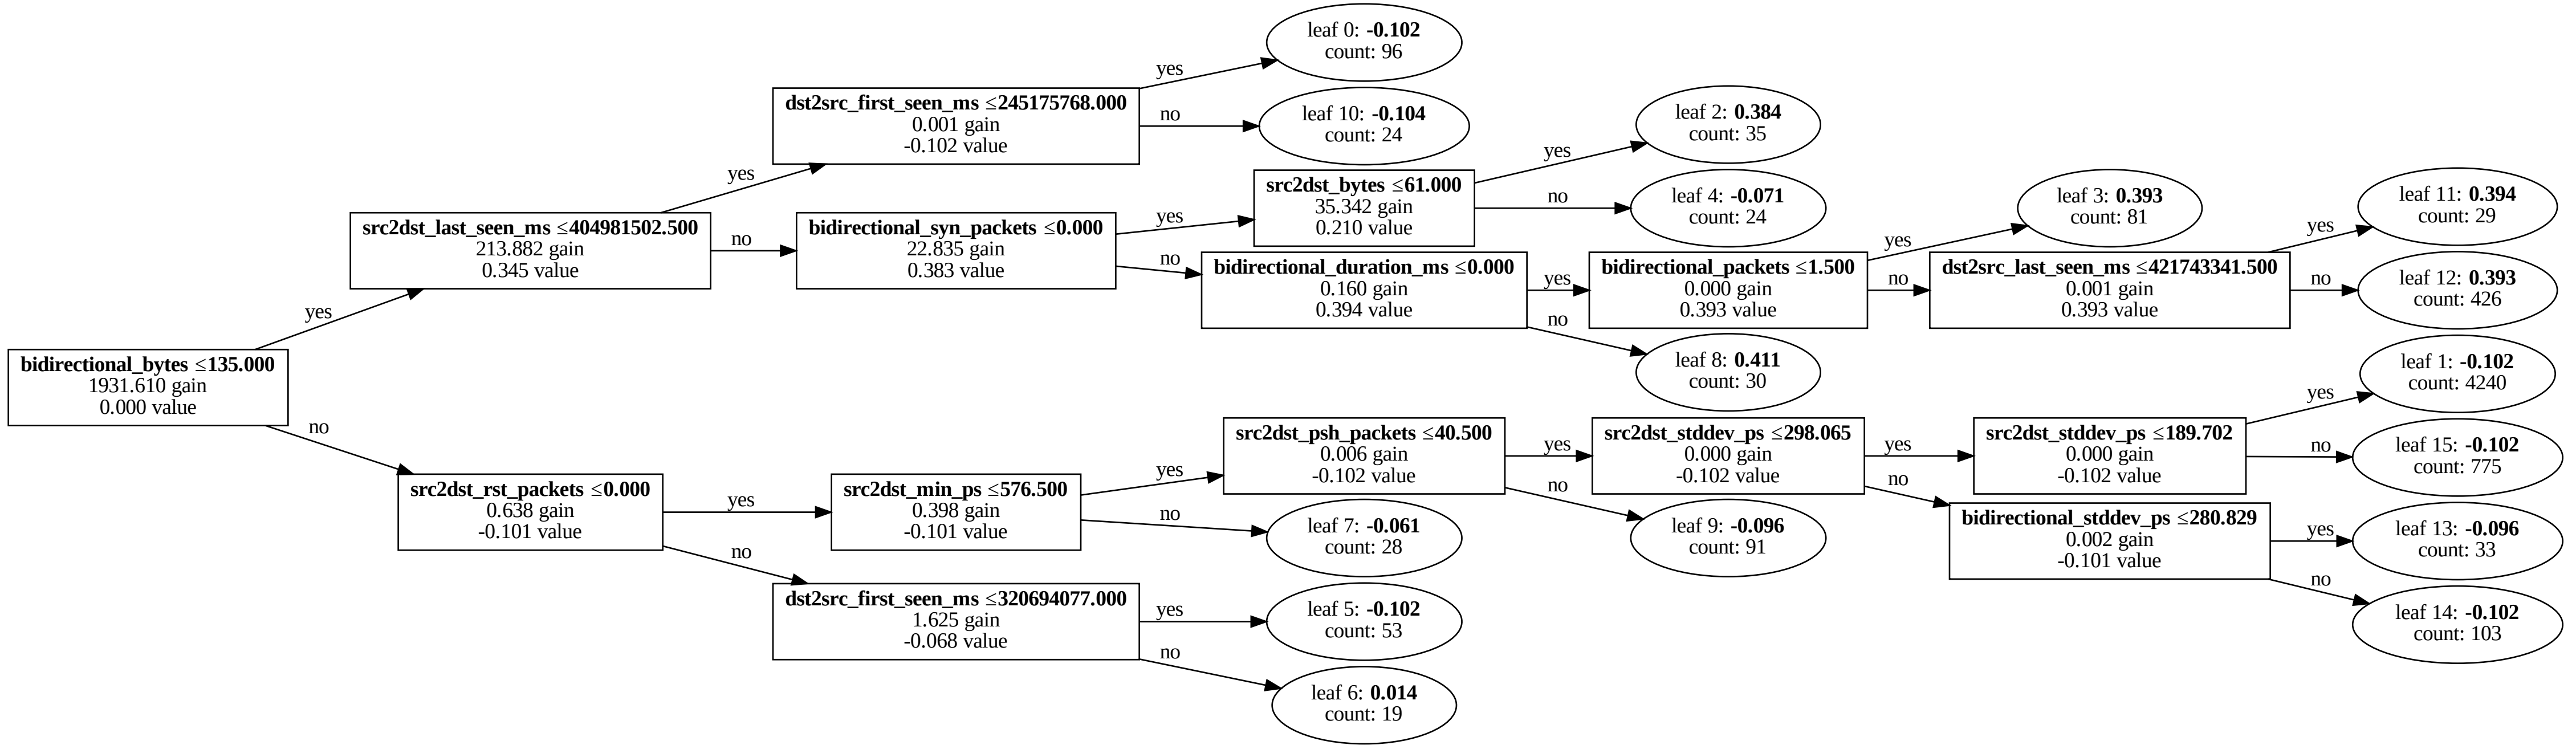 bidirectional_bytes ≤135.000
1931.610 gain
0.000 value
yes
no
src2dst_last_seen_ms ≤404981502.500
213.882 gain
0.345 value
yes
no
dst2src_first_seen_ms ≤245175768.000
0.001 gain
-0.102 value
yes
no
leaf 0: -0.102
count: 96
leaf 10: -0.104
count: 24
bidirectional_syn_packets ≤0.000
22.835 gain
0.383 value
yes
no
src2dst_bytes ≤61.000
35.342 gain
0.210 value
yes
no
leaf 2: 0.384
count: 35
leaf 4: -0.071
count: 24
bidirectional_duration_ms ≤0.000
0.160 gain
0.394 value
yes
no
bidirectional_packets ≤1.500
0.000 gain
0.393 value
yes
no
leaf 3: 0.393
count: 81
dst2src_last_seen_ms ≤421743341.500
0.001 gain
0.393 value
yes
no
leaf 11: 0.394
count: 29
leaf 12: 0.393
count: 426
leaf 8: 0.411
count: 30
src2dst_rst_packets ≤0.000
0.638 gain
-0.101 value
yes
no
src2dst_min_ps ≤576.500
0.398 gain
-0.101 value
yes
no
src2dst_psh_packets ≤40.500
0.006 gain
-0.102 value
yes
no
src2dst_stddev_ps ≤298.065
0.000 gain
-0.102 value
yes
no
src2dst_stddev_ps ≤189.702
0.000 gain
-0.102 value
yes
no
leaf 1: -0.102
count: 4240
leaf 15: -0.102
count: 775
bidirectional_stddev_ps ≤280.829
0.002 gain
-0.101 value
yes
no
leaf 13: -0.096
count: 33
leaf 14: -0.102
count: 103
leaf 9: -0.096
count: 91
leaf 7: -0.061
count: 28
dst2src_first_seen_ms ≤320694077.000
1.625 gain
-0.068 value
yes
no
leaf 5: -0.102
count: 53
leaf 6: 0.014
count: 19